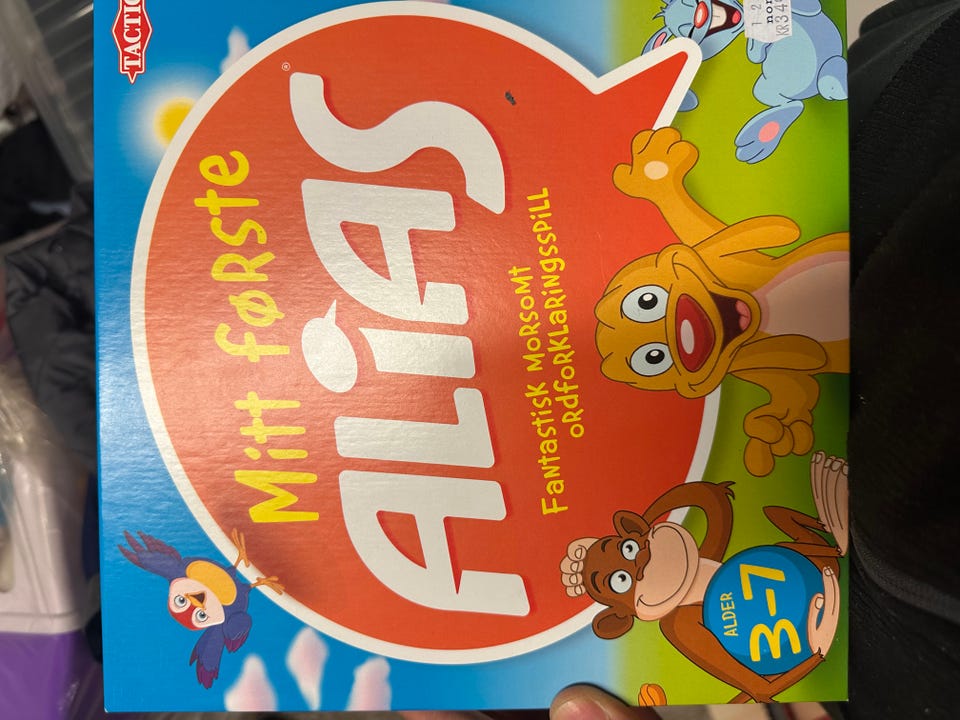 TACTIC
Mitt føRste
ALiAS
®
Fantastisk MoRsoMt
oRdfoRKLaRingsspiLL
ALDER
3-7